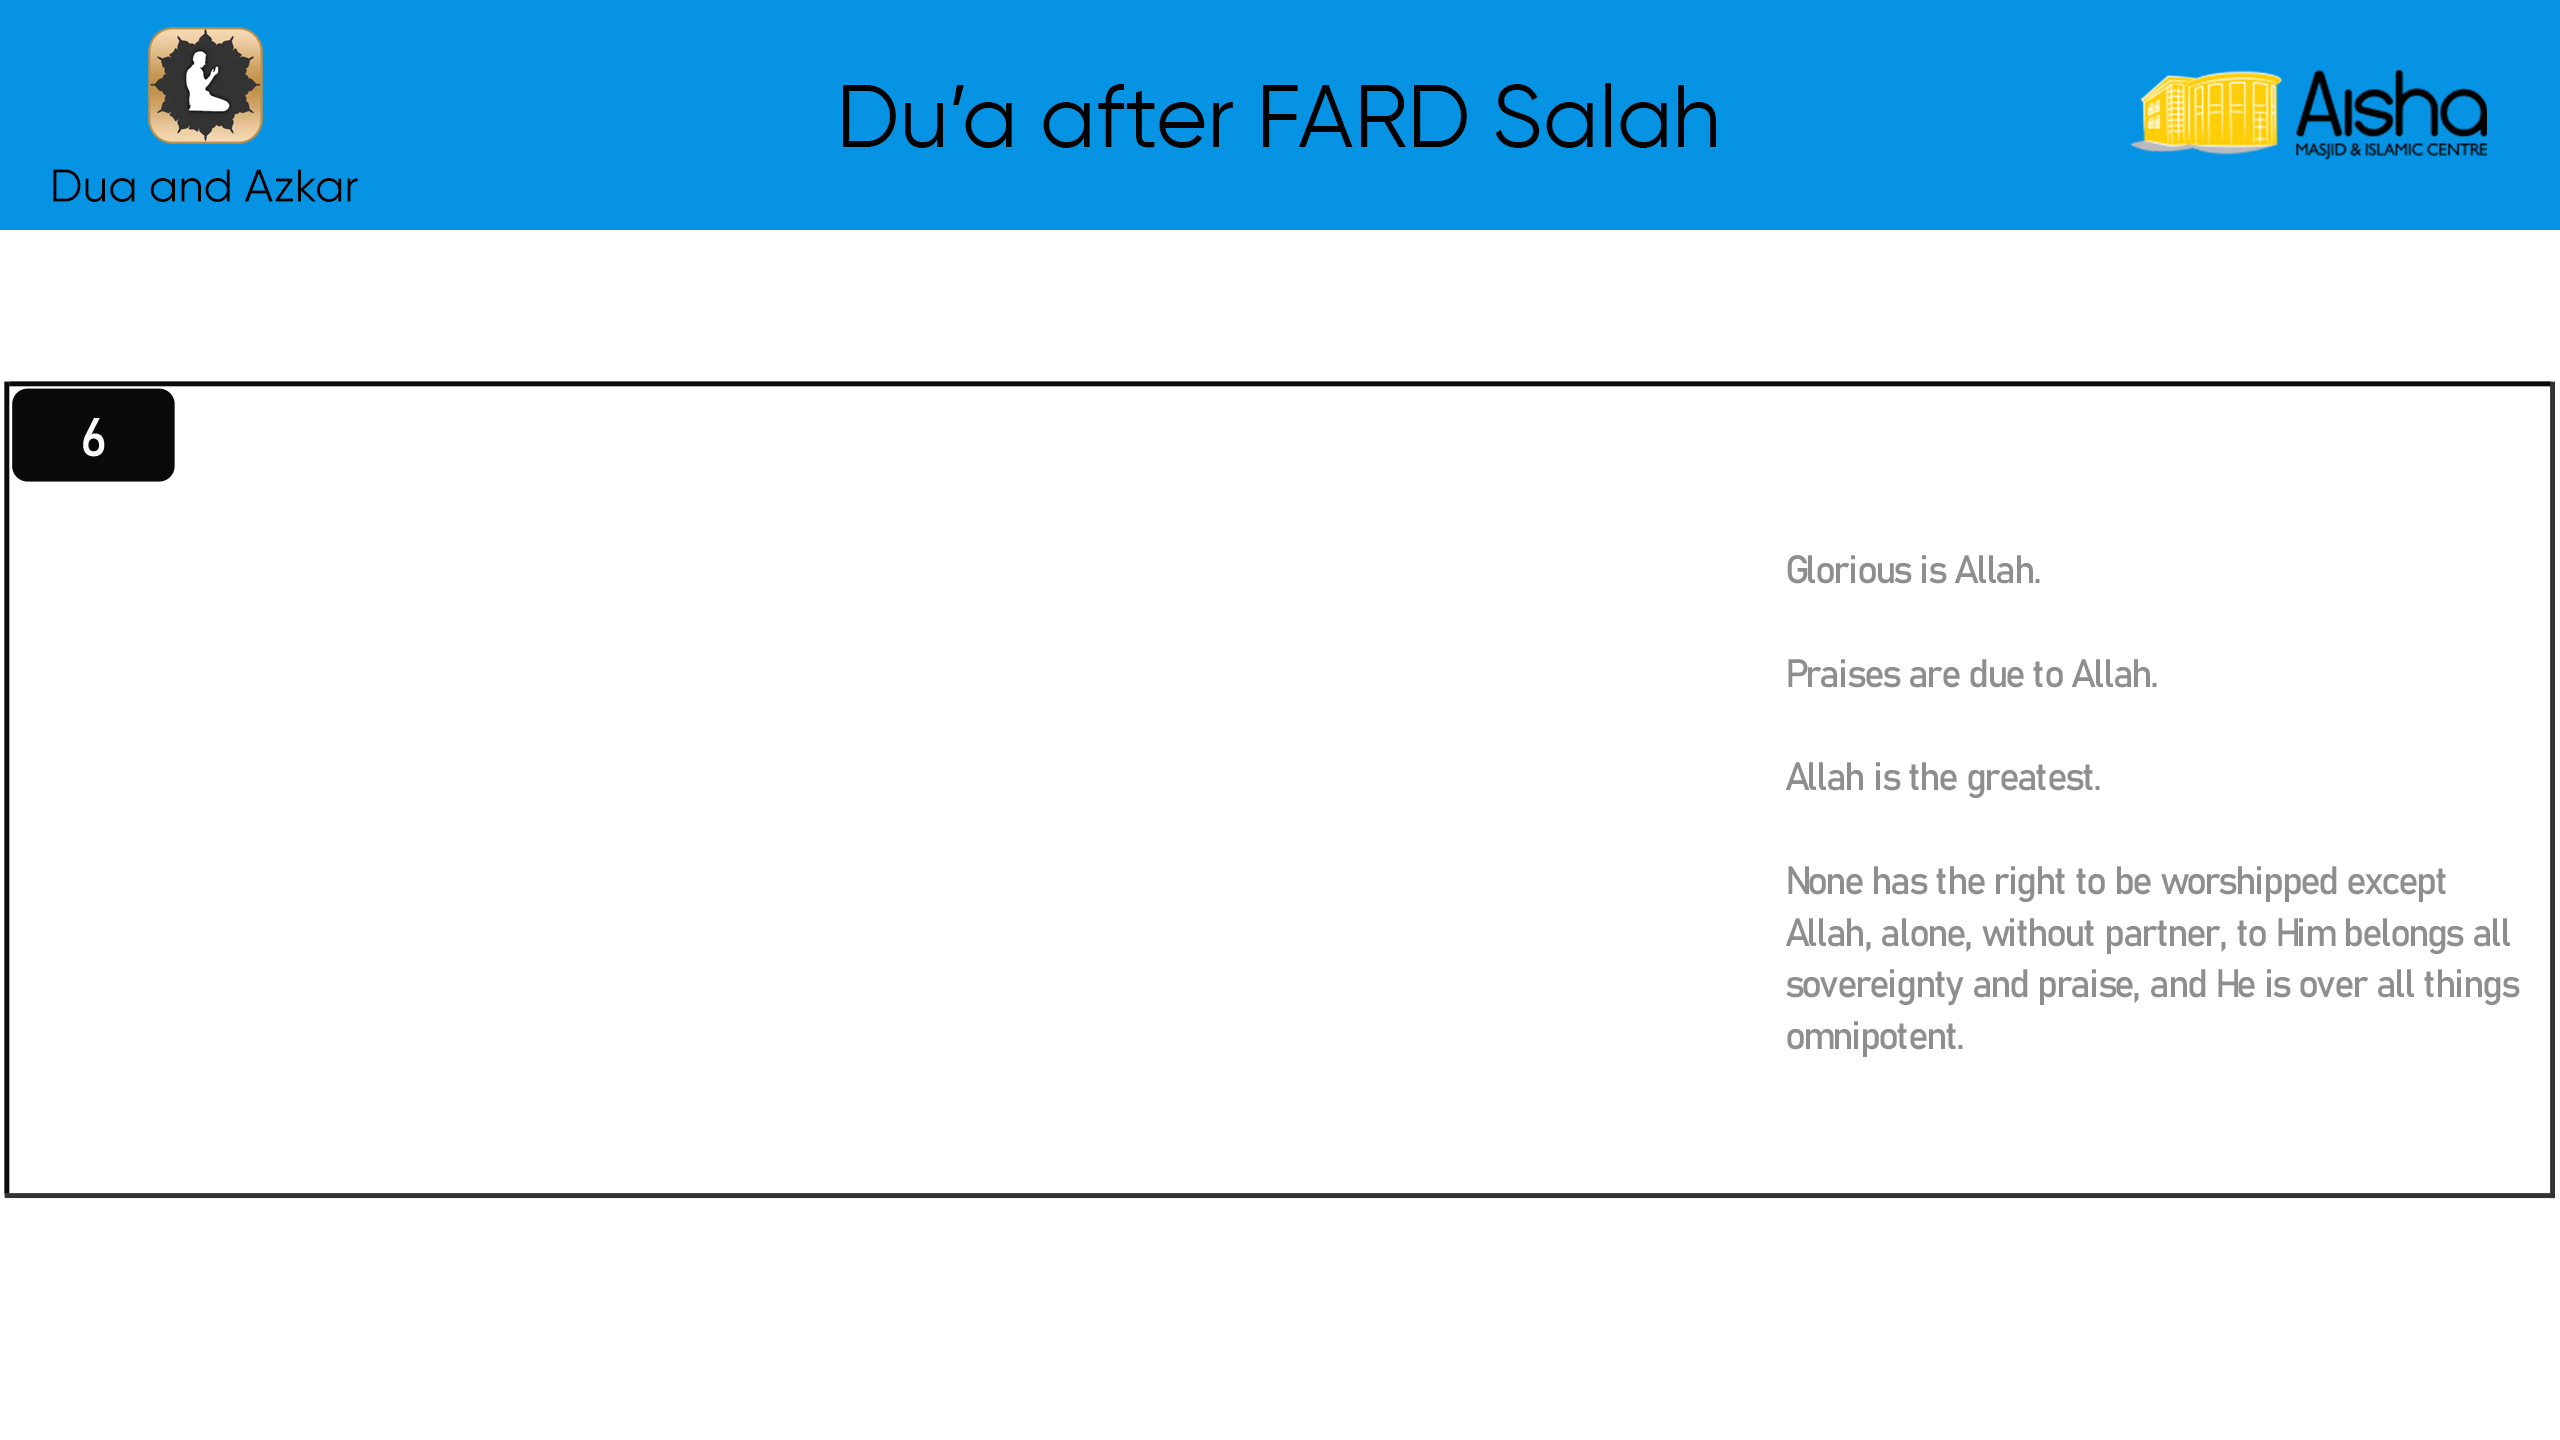 Du'a after FARD Salah
Dua and Azkar
Aisha
MASJID & ISLAMIC CENTRE
6
Glorious is Allah.
Praises are due to Allah.
Allah is the greatest.
None has the right to be worshipped except
Allah, alone, without partner, to Him belongs all
sovereignty and praise, and He is over all things
omnipotent.